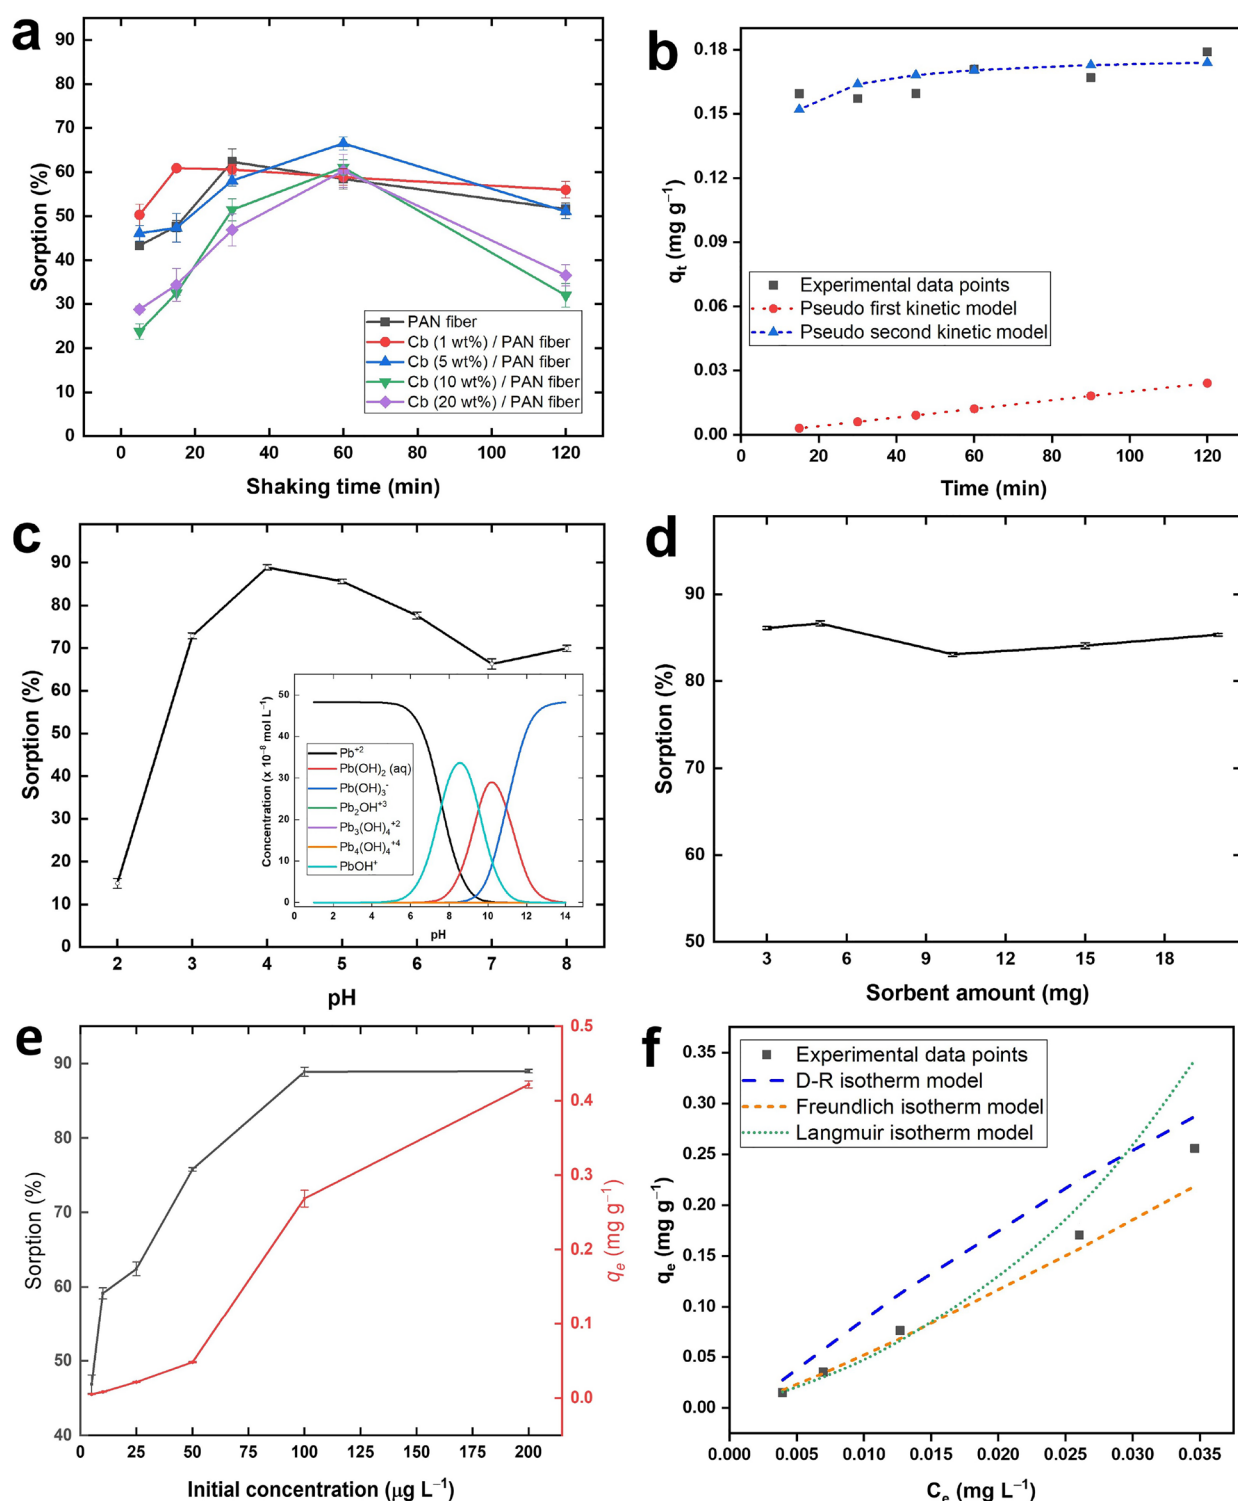 a
90
80
70
60
50
40
30
20
10
0
Sorption (%)
PAN fiber
Cb (1 wt%) / PAN fiber
Cb (5 wt%) / PAN fiber
Cb (10 wt%) / PAN fiber
Cb (20 wt%) / PAN fiber
0 20 40 60 80 100 120
Shaking time (min)
b
0.18
0.15
0.12
0.09
0.06
0.03
0.00
qₜ (mg g⁻¹)
Experimental data points
Pseudo first kinetic model
Pseudo second kinetic model
0 20 40 60 80 100 120
Time (min)
c
90
80
70
60
50
40
30
20
10
0
Sorption (%)
50
40
30
20
10
0
Concentration (x 10⁻⁸ mol L⁻¹)
Pb⁺²
Pb(OH)₂ (aq)
Pb(OH)₃⁻
Pb₂OH⁺³
Pb₃(OH)₄⁺²
Pb₄(OH)₄⁺⁴
PbOH⁺
0 2 4 6 8 10 12 14
pH
2 3 4 5 6 7 8
pH
d
90
80
70
60
50
Sorption (%)
3 6 9 12 15 18
Sorbent amount (mg)
e
90
80
70
60
50
40
Sorption (%)
0.5
0.4
0.3
0.2
0.1
0.0
qₑ (mg g⁻¹)
0 25 50 75 100 125 150 175 200
Initial concentration (µg L⁻¹)
f
0.35
0.30
0.25
0.20
0.15
0.10
0.05
0.00
qₑ (mg g⁻¹)
Experimental data points
D-R isotherm model
Freundlich isotherm model
Langmuir isotherm model
0.000 0.005 0.010 0.015 0.020 0.025 0.030 0.035
Cₑ (mg L⁻¹)